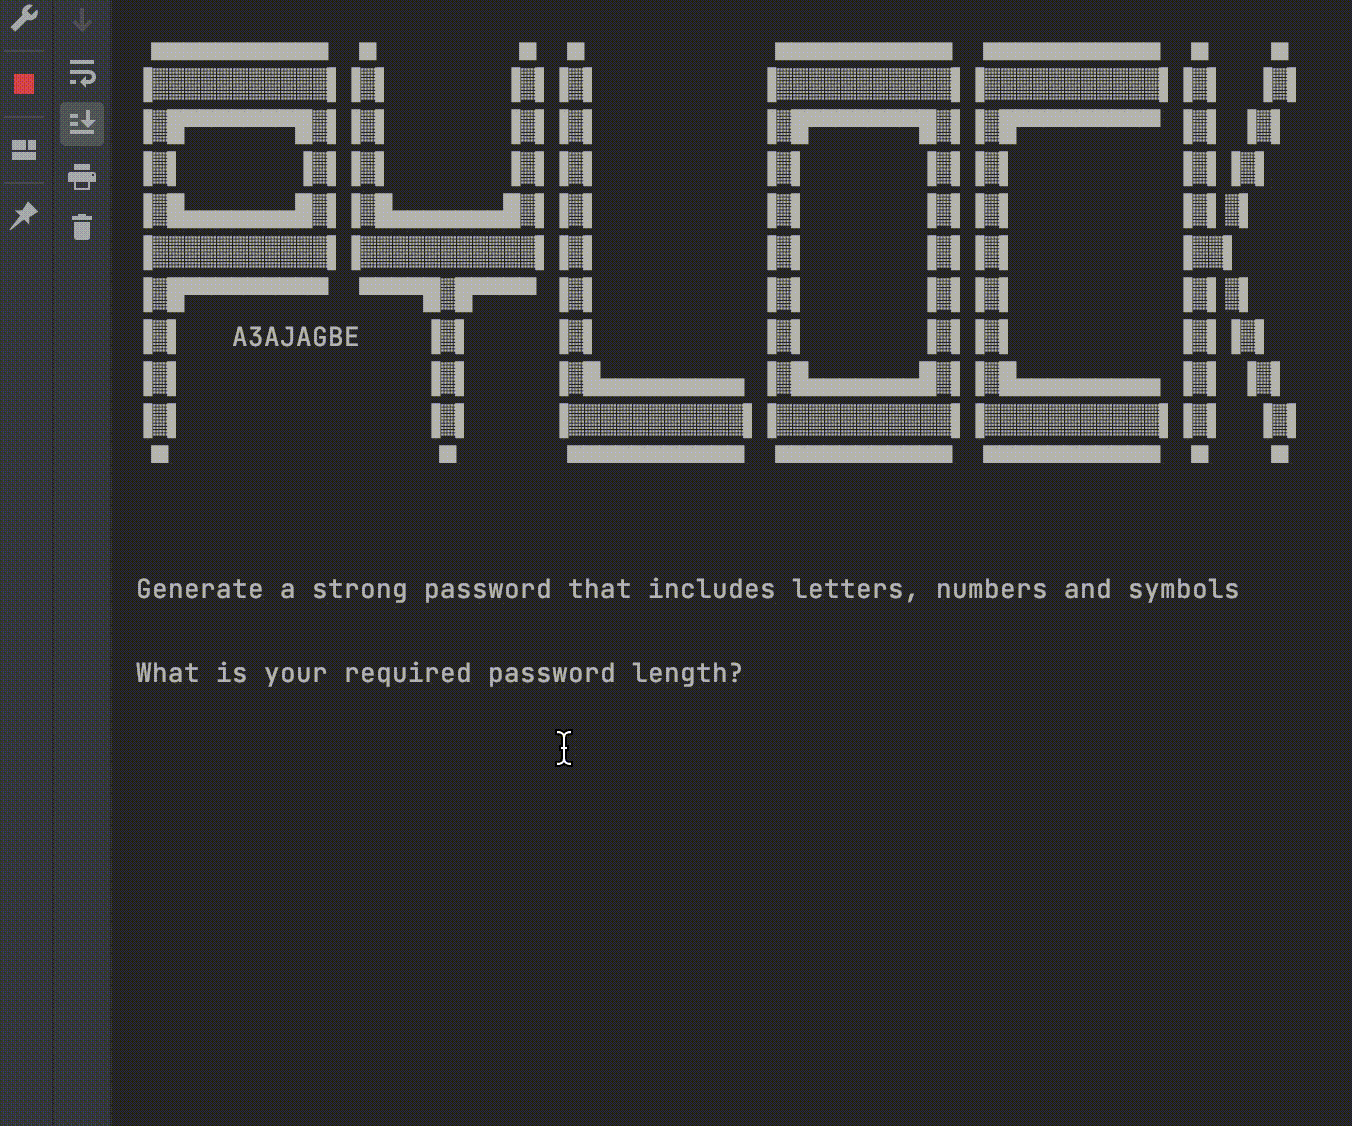 PYLOCK
A3AJAGBE
Generate a strong password that includes letters, numbers and symbols
What is your required password length?